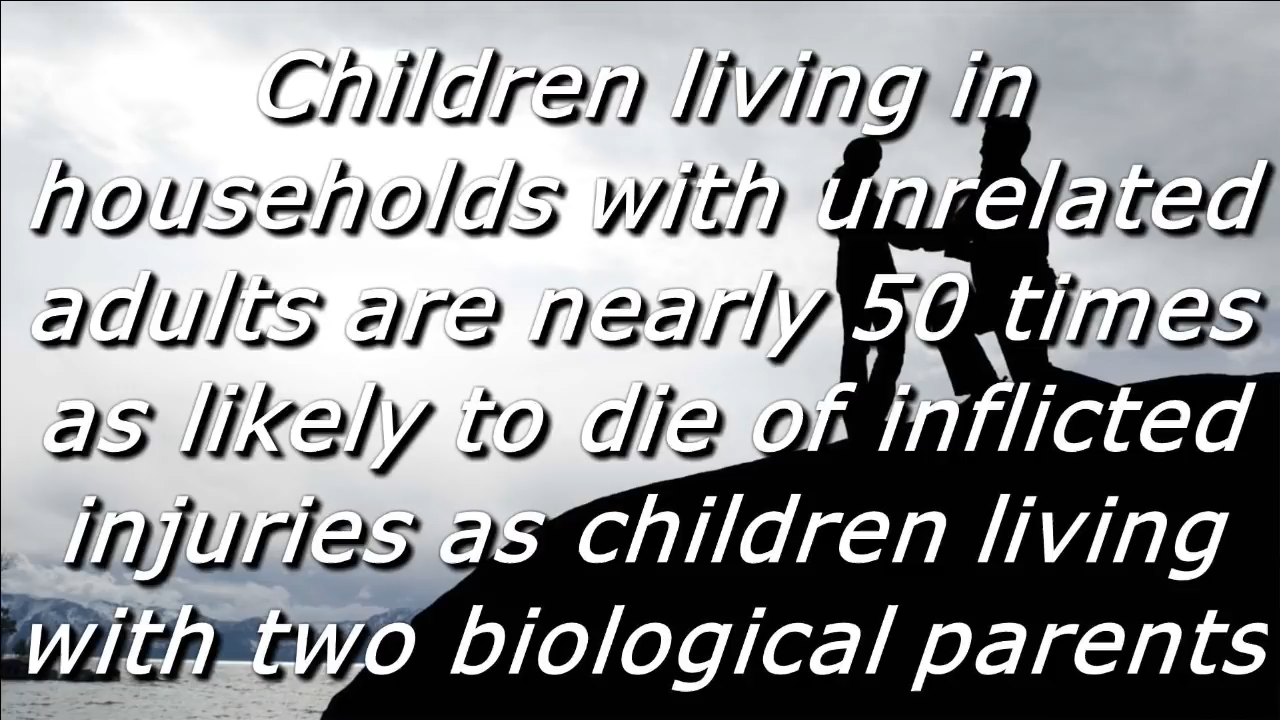 Children living in
households with unrelated
adults are nearly 50 times
as likely to die of inflicted
injuries as children living
with two biological parents